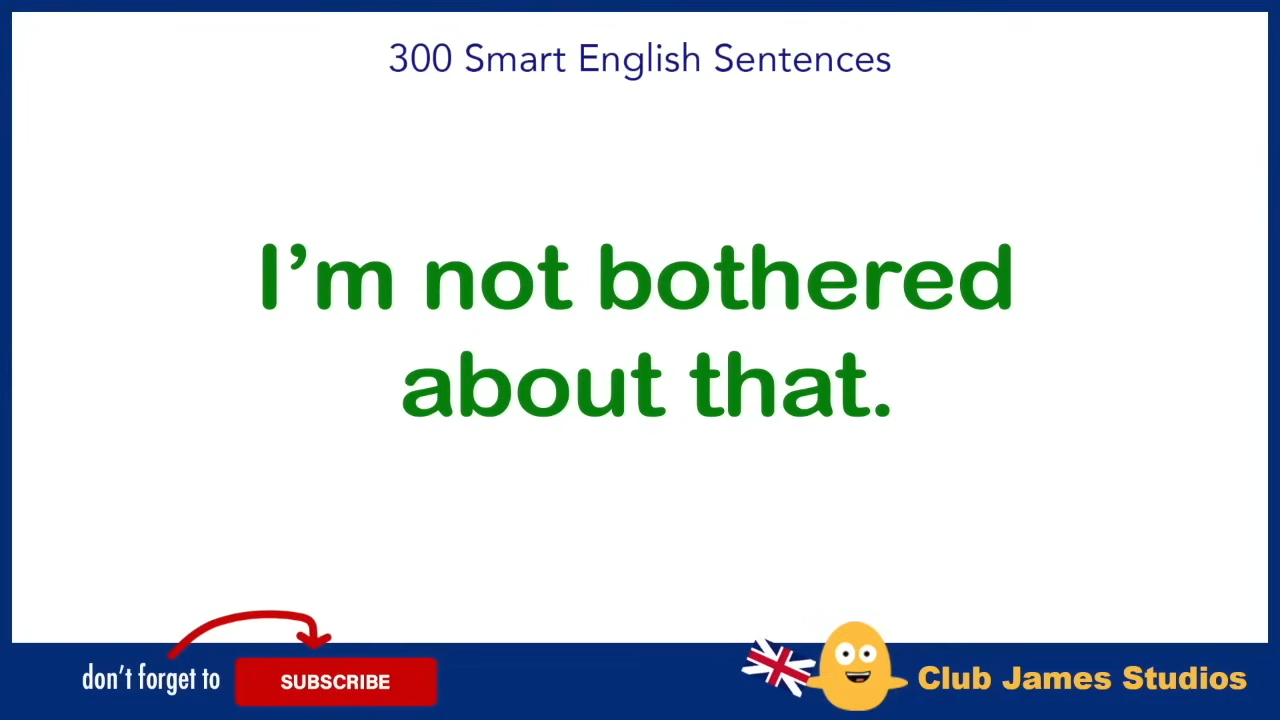 300 Smart English Sentences
I’m not bothered
about that.
don’t forget to
SUBSCRIBE
Club James Studios